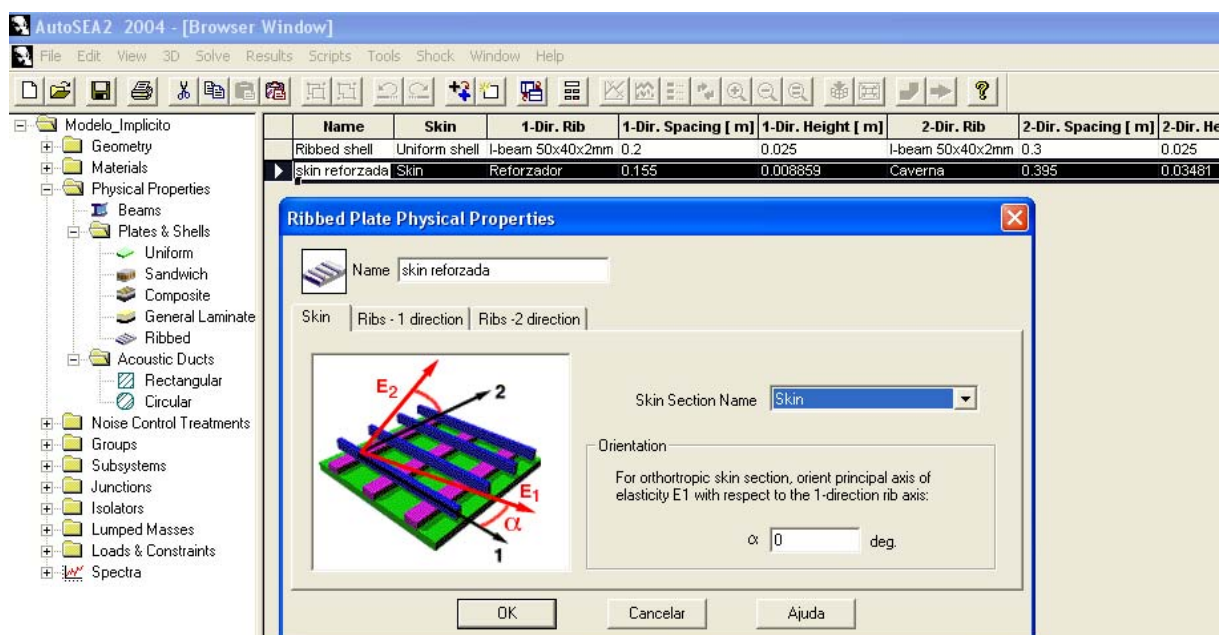 AutoSEA2 2004 - [Browser Window]
File Edit View 3D Solve Results Scripts Tools Shock Window Help
Modelo_Implicito
Geometry
Materials
Physical Properties
Beams
Plates & Shells
Uniform
Sandwich
Composite
General Laminate
Ribbed
Acoustic Ducts
Rectangular
Circular
Noise Control Treatments
Groups
Subsystems
Junctions
Isolators
Lumped Masses
Loads & Constraints
Spectra
Name Skin 1-Dir. Rib 1-Dir. Spacing [ m] 1-Dir. Height [ m] 2-Dir. Rib 2-Dir. Spacing [ m] 2-Dir. He
Ribbed shell Uniform shell I-beam 50x40x2mm 0.2 0.025 I-beam 50x40x2mm 0.3 0.025
skin reforzada Skin Reforzador 0.155 0.008859 Caverna 0.395 0.03481
Ribbed Plate Physical Properties
Name skin reforzada
Skin Ribs - 1 direction Ribs -2 direction
E2
2
E1
α
1
Skin Section Name Skin
Orientation
For orthortropic skin section, orient principal axis of
elasticity E1 with respect to the 1-direction rib axis:
α 0 deg.
OK Cancelar Ajuda